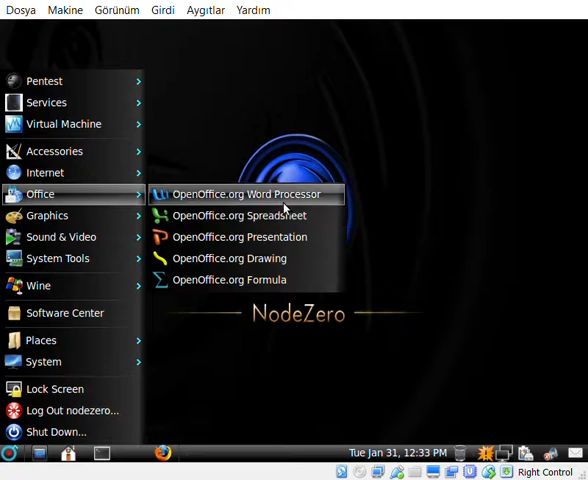 Dosya Makine Görünüm Girdi Aygıtlar Yardım
Pentest
Services
Virtual Machine
Accessories
Internet
Office
Graphics
Sound & Video
System Tools
Wine
Software Center
Places
System
Lock Screen
Log Out nodezero...
Shut Down...
OpenOffice.org Word Processor
OpenOffice.org Spreadsheet
OpenOffice.org Presentation
OpenOffice.org Drawing
OpenOffice.org Formula
NodeZero
Tue Jan 31, 12:33 PM
Right Control